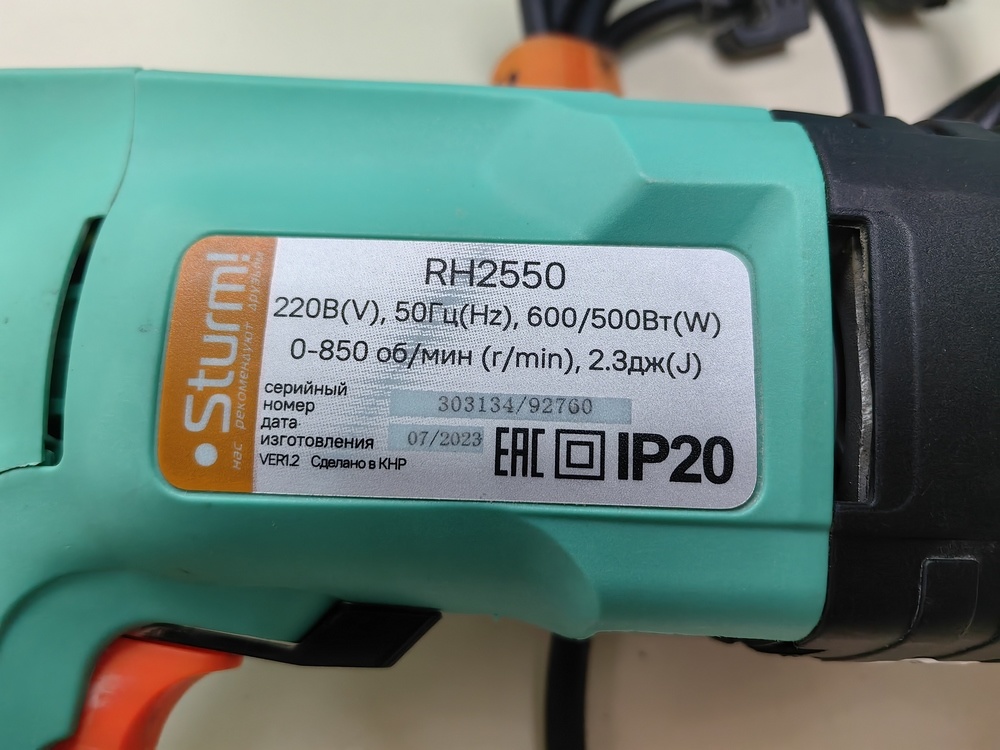 Sturm!
нас рекомендуют друзьям
RH2550
220В(V), 50Гц(Hz), 600/500Вт(W)
0-850 об/мин (r/min), 2.3дж(J)
серийный
номер 303134/92760
дата
изготовления 07/2023
VER1.2 Сделано в КНР
EAC IP20